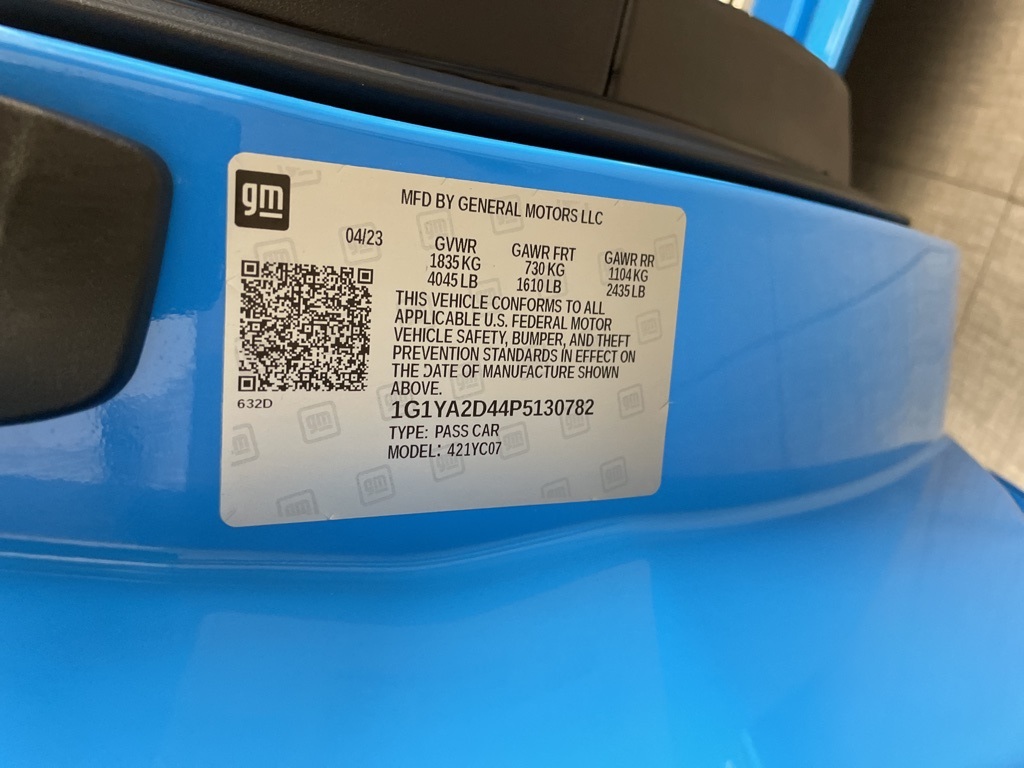 gm
MFD BY GENERAL MOTORS LLC
04/23
GVWR
1835 KG
4045 LB
GAWR FRT
730 KG
1610 LB
GAWR RR
1104 KG
2435 LB
THIS VEHICLE CONFORMS TO ALL
APPLICABLE U.S. FEDERAL MOTOR
VEHICLE SAFETY, BUMPER, AND THEFT
PREVENTION STANDARDS IN EFFECT ON
THE DATE OF MANUFACTURE SHOWN
ABOVE.
632D
1G1YA2D44P5130782
TYPE: PASS CAR
MODEL: 421YC07